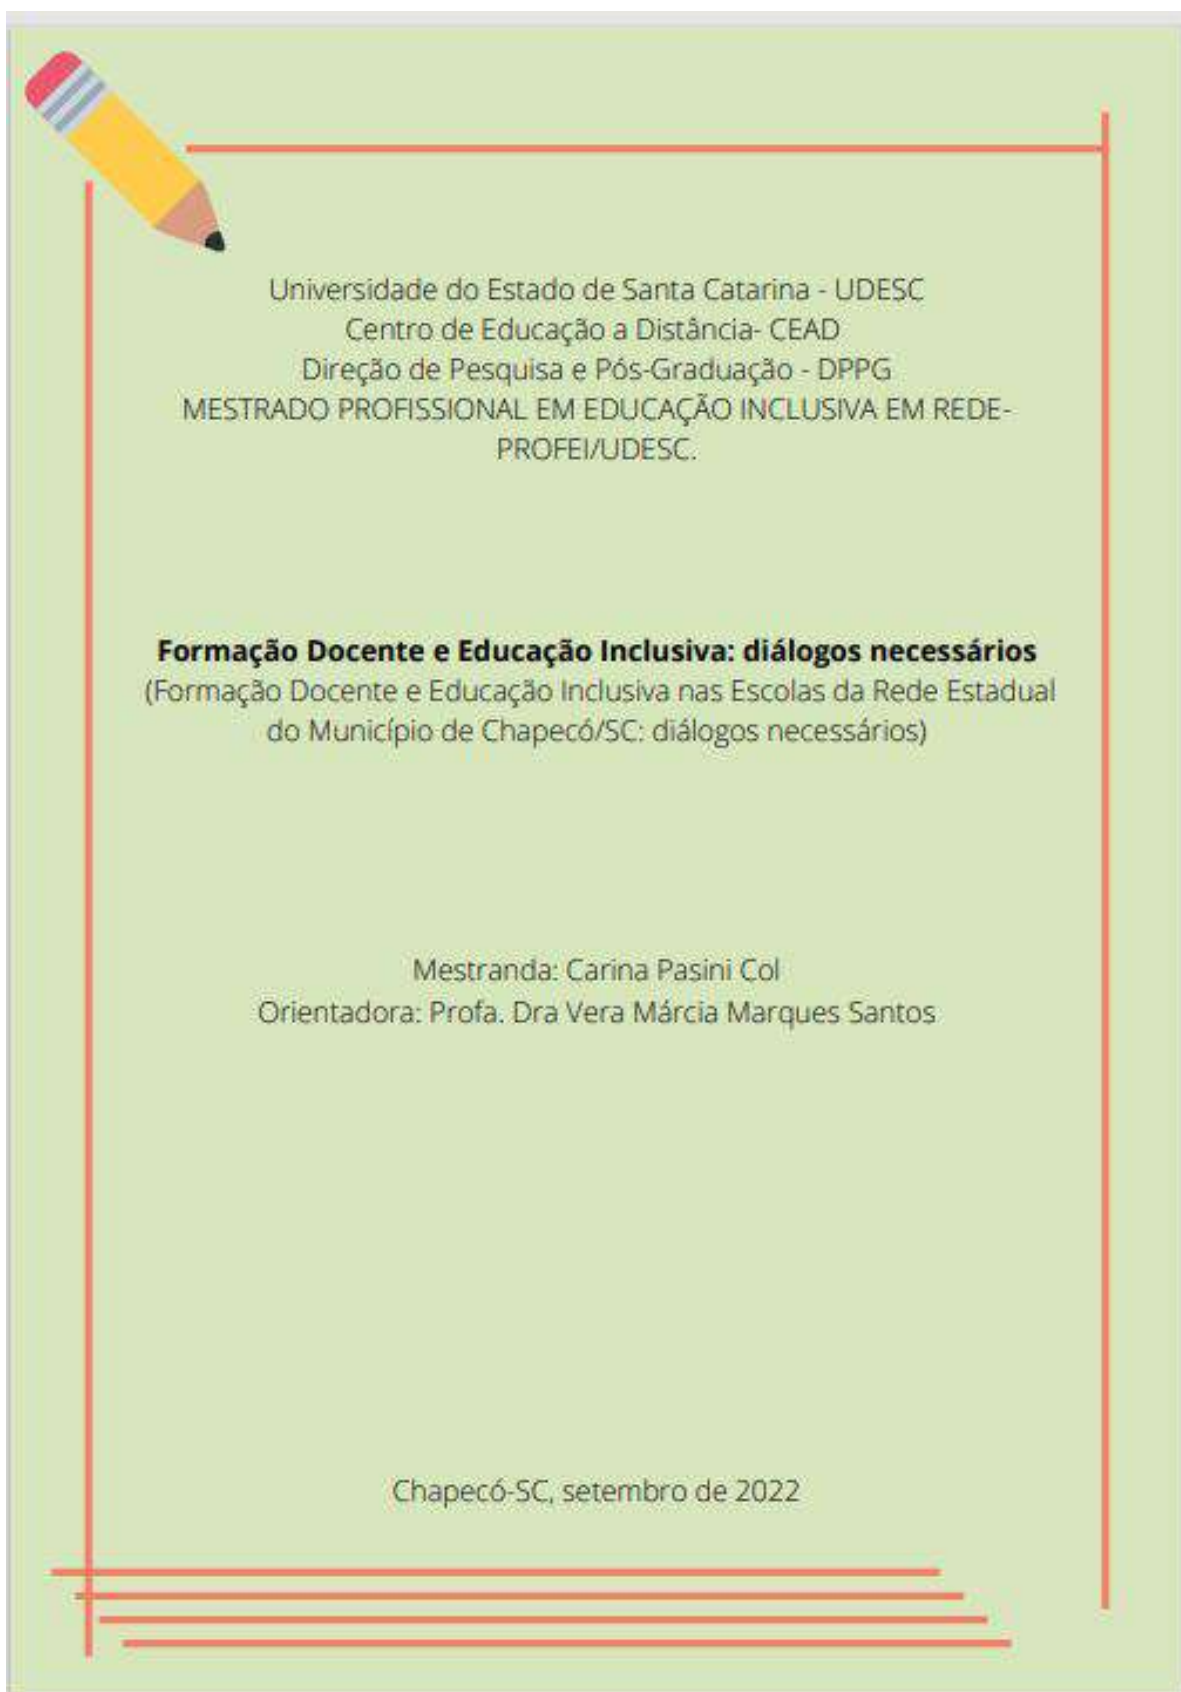 Universidade do Estado de Santa Catarina - UDESC
Centro de Educação a Distância- CEAD
Direção de Pesquisa e Pós-Graduação - DPPG
MESTRADO PROFISSIONAL EM EDUCAÇÃO INCLUSIVA EM REDE-
PROFEI/UDESC.
Formação Docente e Educação Inclusiva: diálogos necessários
(Formação Docente e Educação Inclusiva nas Escolas da Rede Estadual
do Município de Chapecó/SC: diálogos necessários)
Mestranda: Carina Pasini Col
Orientadora: Profa. Dra Vera Márcia Marques Santos
Chapecó-SC, setembro de 2022